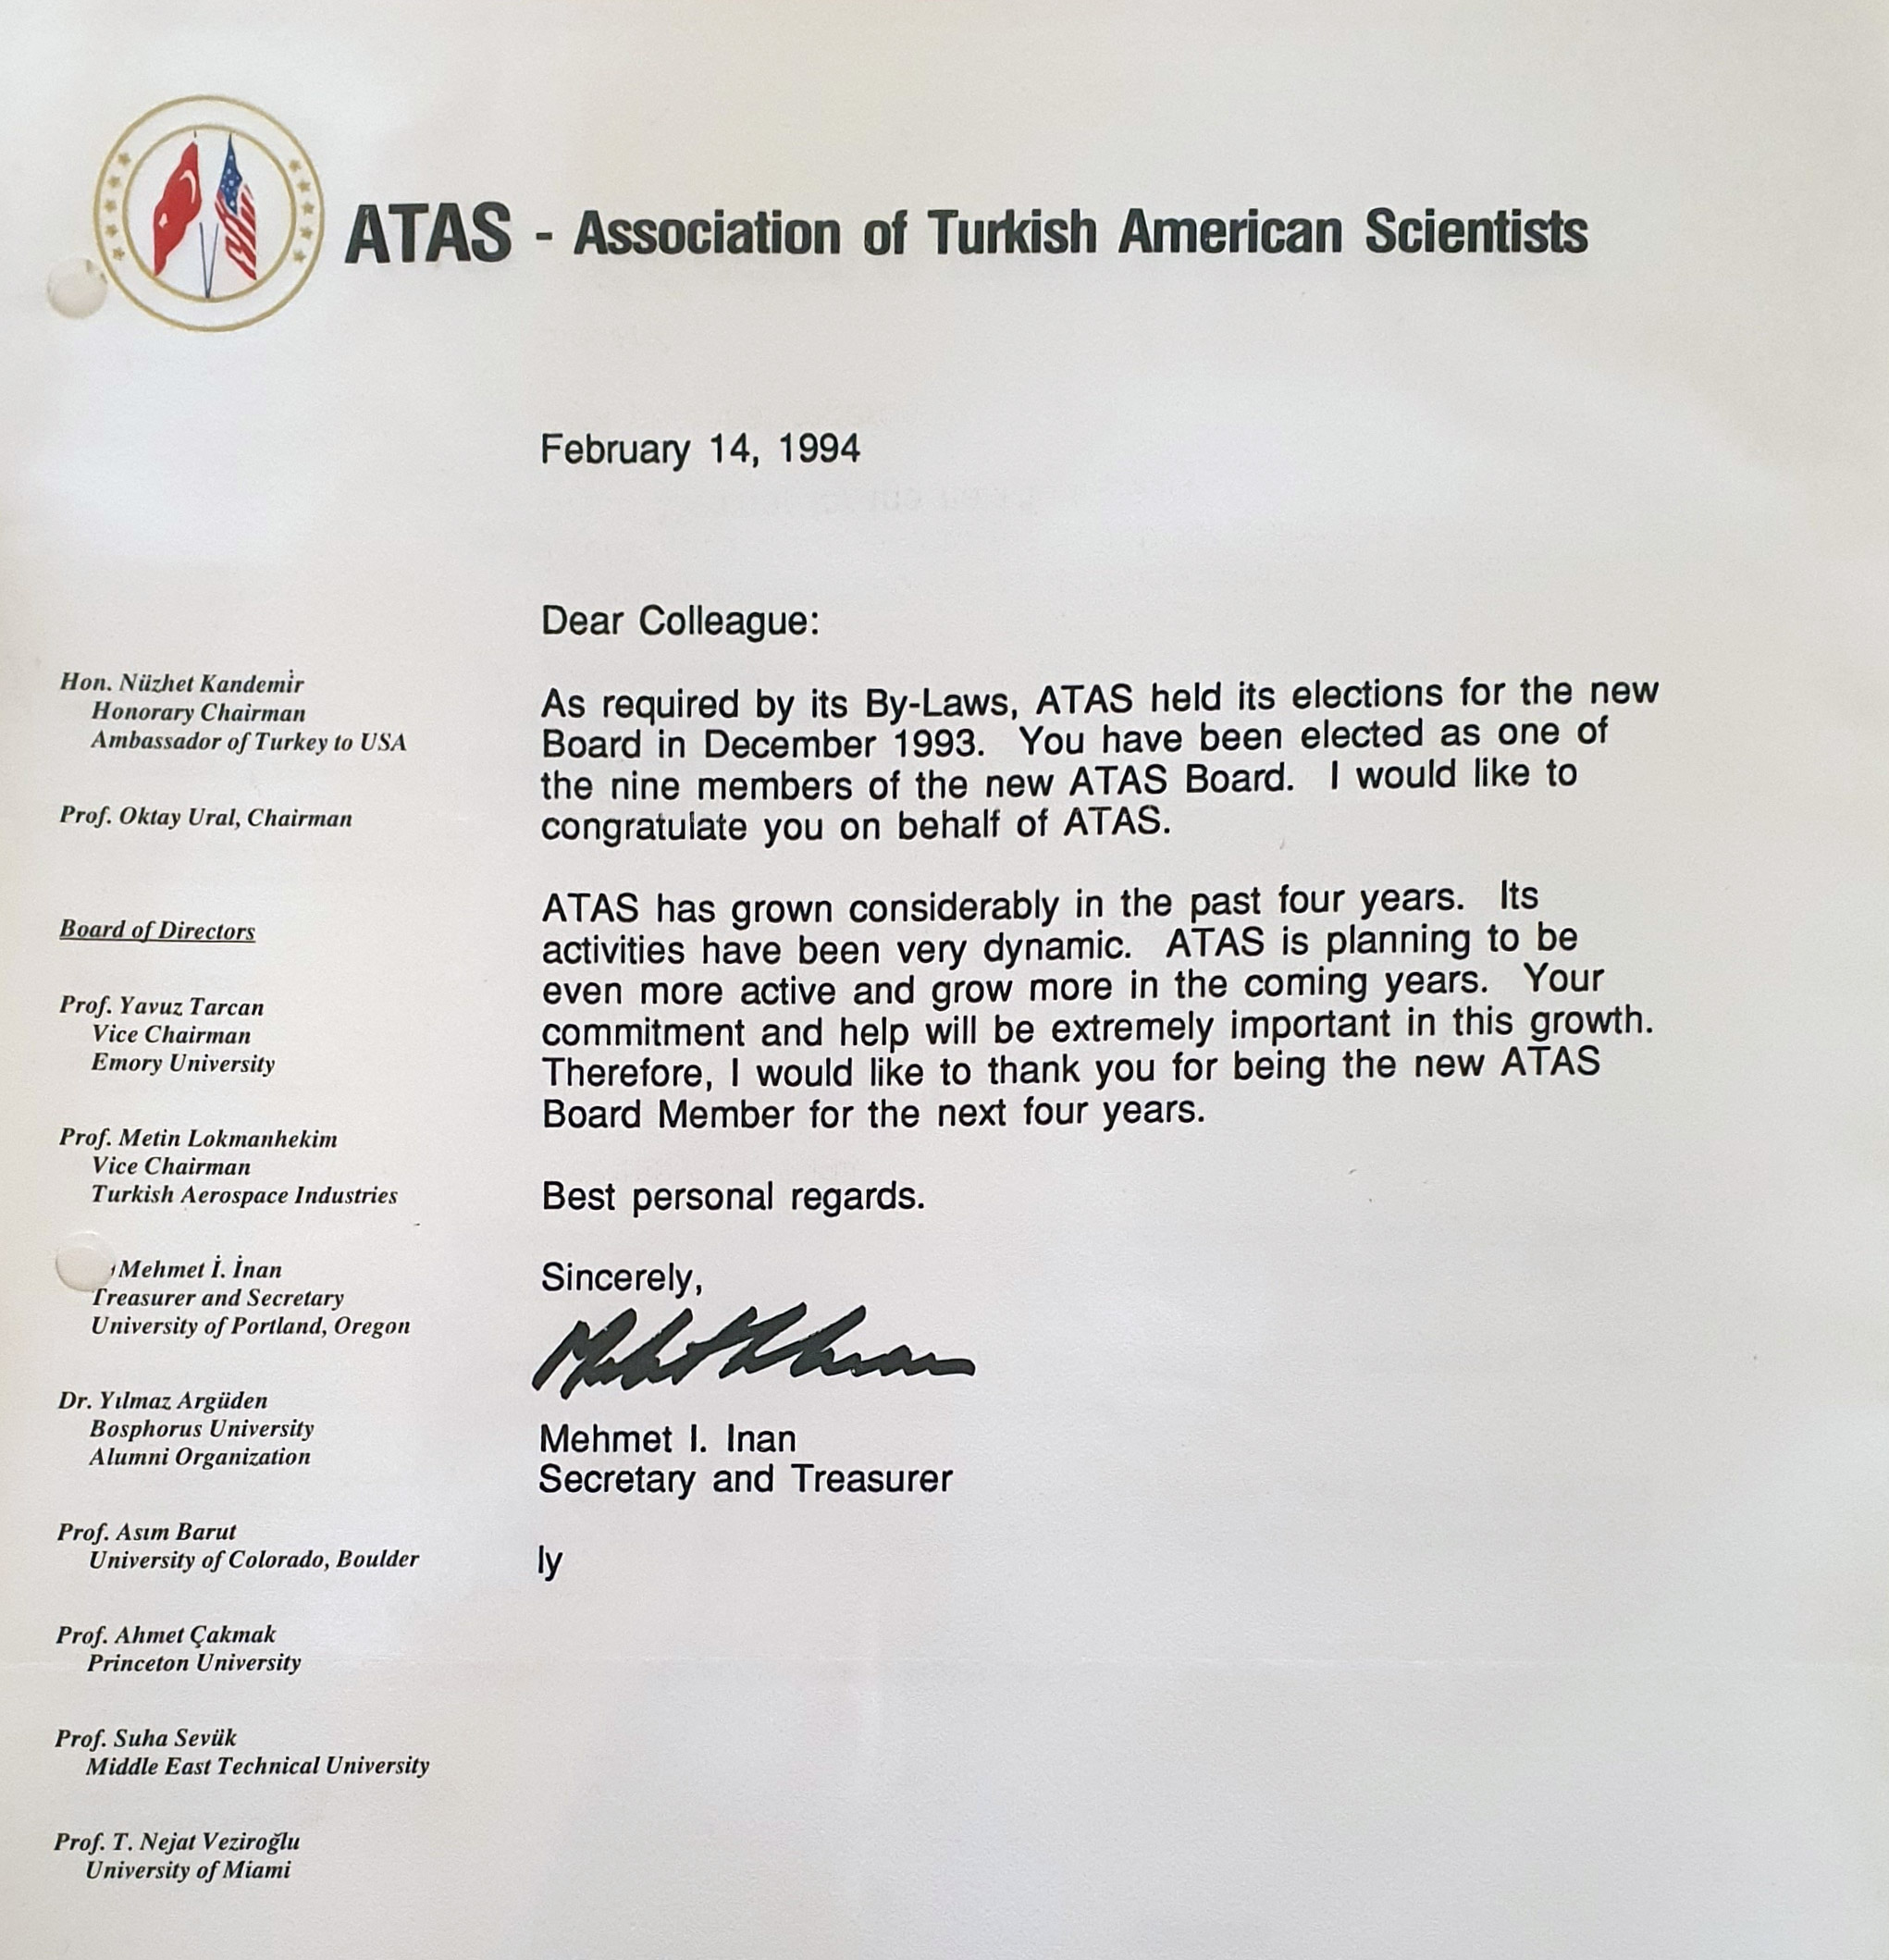 ATAS - Association of Turkish American Scientists
February 14, 1994
Dear Colleague:
As required by its By-Laws, ATAS held its elections for the new
Board in December 1993. You have been elected as one of
the nine members of the new ATAS Board. I would like to
congratulate you on behalf of ATAS.
ATAS has grown considerably in the past four years. Its
activities have been very dynamic. ATAS is planning to be
even more active and grow more in the coming years. Your
commitment and help will be extremely important in this growth.
Therefore, I would like to thank you for being the new ATAS
Board Member for the next four years.
Best personal regards.
Sincerely,
Mehmet I. Inan
Secretary and Treasurer
ly
Hon. Nüzhet Kandemir
Honorary Chairman
Ambassador of Turkey to USA
Prof. Oktay Ural, Chairman
Board of Directors
Prof. Yavuz Tarcan
Vice Chairman
Emory University
Prof. Metin Lokmanhekim
Vice Chairman
Turkish Aerospace Industries
Mehmet İ. İnan
Treasurer and Secretary
University of Portland, Oregon
Dr. Yılmaz Argüden
Bosphorus University
Alumni Organization
Prof. Asım Barut
University of Colorado, Boulder
Prof. Ahmet Çakmak
Princeton University
Prof. Suha Sevük
Middle East Technical University
Prof. T. Nejat Veziroğlu
University of Miami